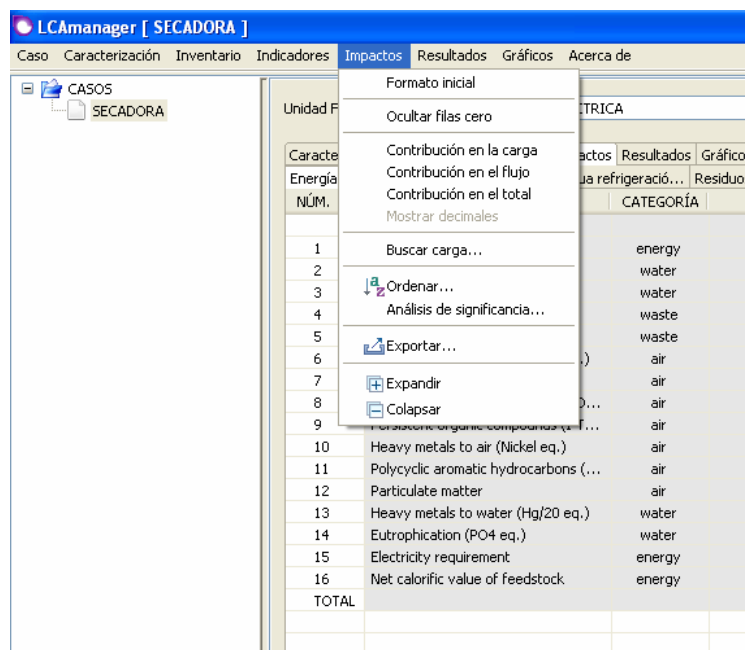 LCAmanager [ SECADORA ]
Caso Caracterización Inventario Indicadores Impactos Resultados Gráficos Acerca de
CASOS
SECADORA
Unidad F
TRICA
Formato inicial
Ocultar filas cero
Contribución en la carga
Contribución en el flujo
Contribución en el total
Mostrar decimales
Buscar carga...
Ordenar...
Análisis de significancia...
Exportar...
Expandir
Colapsar
Caracte
actos Resultados Gráfico
Energía
ua refrigeració... Residuo
NÚM. CATEGORÍA
1 energy
2 water
3 water
4 waste
5 waste
6 .) air
7 air
8 air
9 Persistent organic compounds (I-T... air
10 Heavy metals to air (Nickel eq.) air
11 Polycyclic aromatic hydrocarbons (... air
12 Particulate matter air
13 Heavy metals to water (Hg/20 eq.) water
14 Eutrophication (PO4 eq.) water
15 Electricity requirement energy
16 Net calorific value of feedstock energy
TOTAL